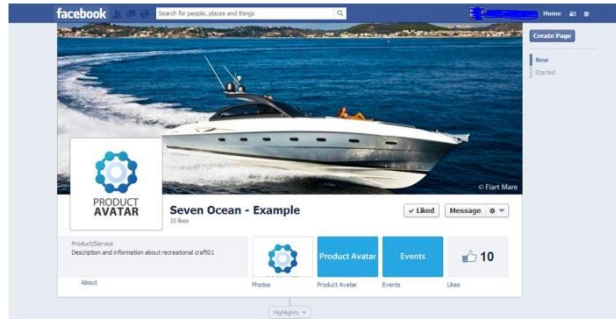 facebook
Search for people, places and things
Home
Create Page
Now
Started
© Fiart Mare
PRODUCT
AVATAR
Seven Ocean - Example
10 likes
✓ Liked
Message
Product/Service
Description and information about recreational craft01
About
Photos
Product Avatar
Product Avatar
Events
Events
10
Likes
Highlights